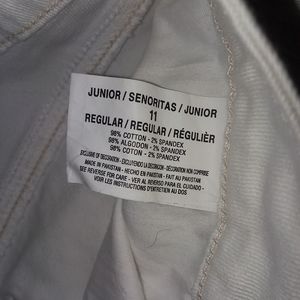 JUNIOR / SENORITAS / JUNIOR
11
REGULAR / REGULAR / RÉGULIÈR
98% COTTON - 2% SPANDEX
98% ALGODON - 2% SPANDEX
98% COTON - 2% SPANDEX
EXCLUSIVE OF DECORATION - EXCLUYENDO LA DECORACION - DECORATION NON COMPRISE
MADE IN PAKISTAN - HECHO EN PAKISTAN - FAIT AU PAKISTAN
SEE REVERSE FOR CARE - VER AL REVERSO PARA EL CUIDADO -
VOIR LES INSTRUCTIONS D'ENTRETIEN AU DOS